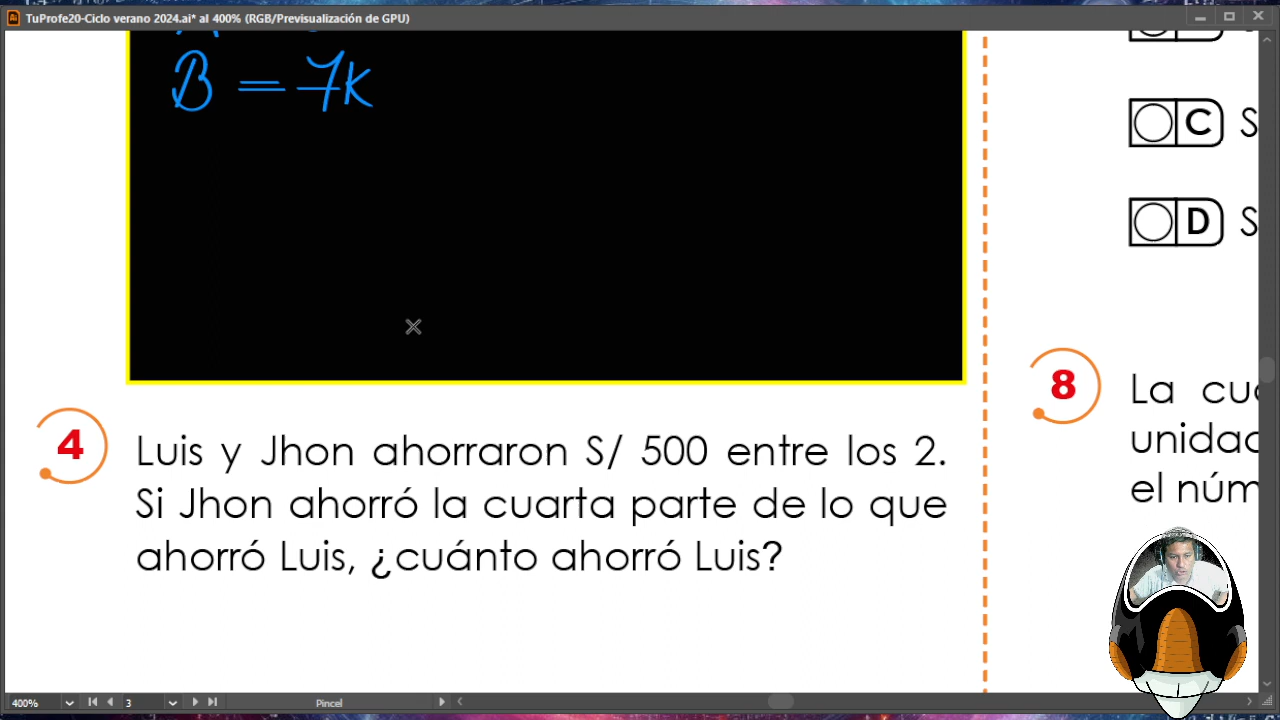 TuProfe20-Ciclo verano 2024.ai* al 400% (RGB/Previsualización de GPU)
B = 7K
4
Luis y Jhon ahorraron S/ 500 entre los 2.
Si Jhon ahorró la cuarta parte de lo que
ahorró Luis, ¿cuánto ahorró Luis?
C S
D S
8
La cu
unidad
el núm
400%
3
Pincel